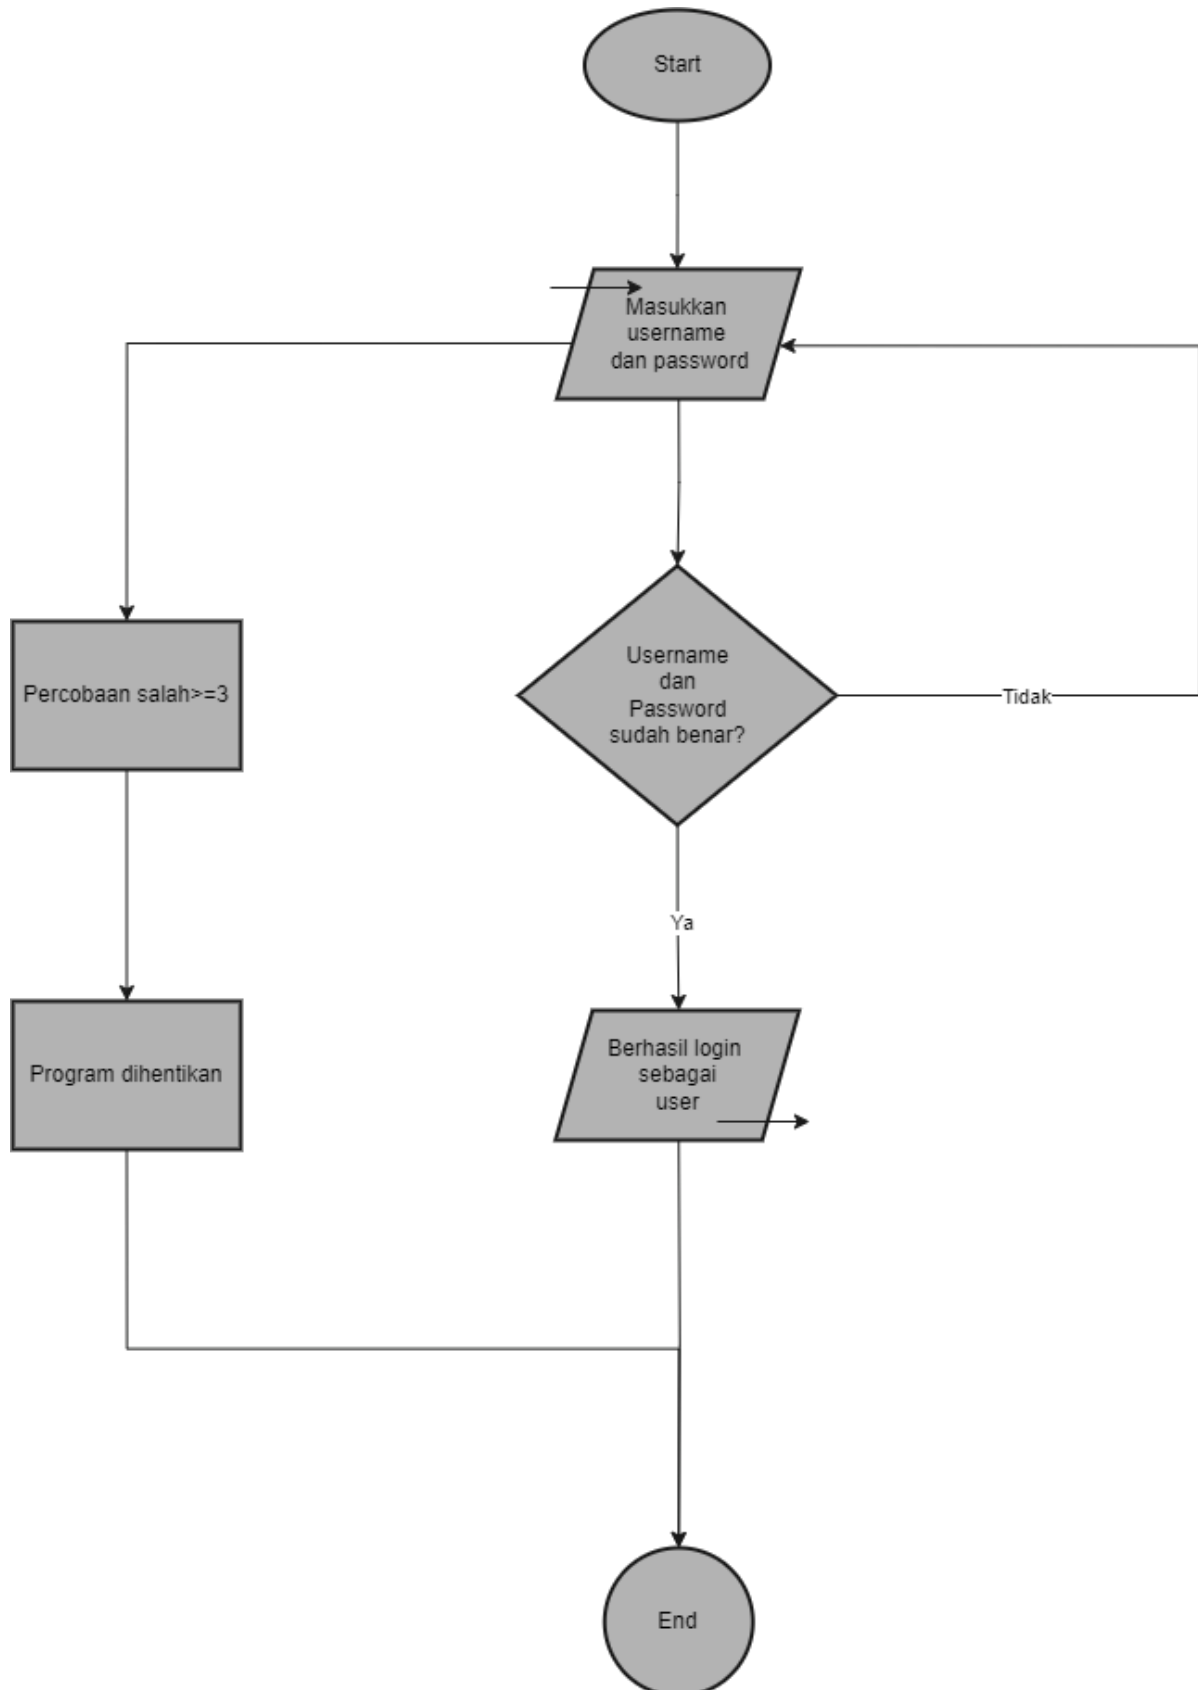 Start
Masukkan
username
dan password
Percobaan salah>=3
Username
dan
Password
sudah benar?
Tidak
Ya
Program dihentikan
Berhasil login
sebagai
user
End